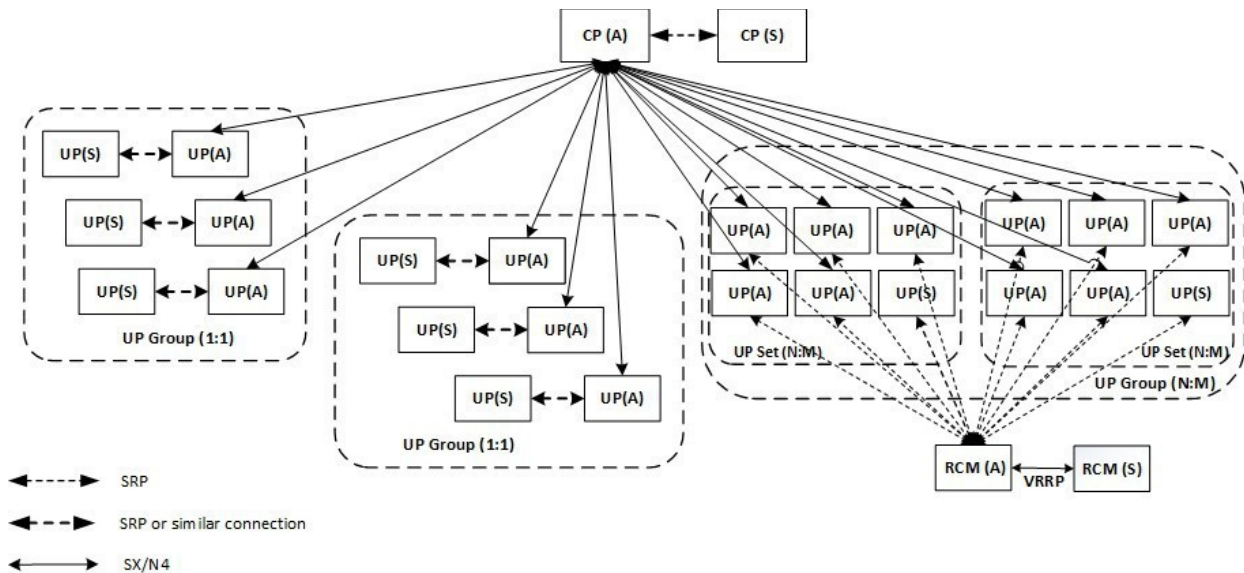 CP (A)
CP (S)
UP(S)
UP(A)
UP(S)
UP(A)
UP(S)
UP(A)
UP Group (1:1)
UP(S)
UP(A)
UP(S)
UP(A)
UP(S)
UP(A)
UP Group (1:1)
UP(A)
UP(A)
UP(A)
UP(A)
UP(A)
UP(S)
UP Set (N:M)
UP(A)
UP(A)
UP(A)
UP(A)
UP(A)
UP(S)
UP Set (N:M)
UP Group (N:M)
RCM (A)
VRRP
RCM (S)
SRP
SRP or similar connection
SX/N4